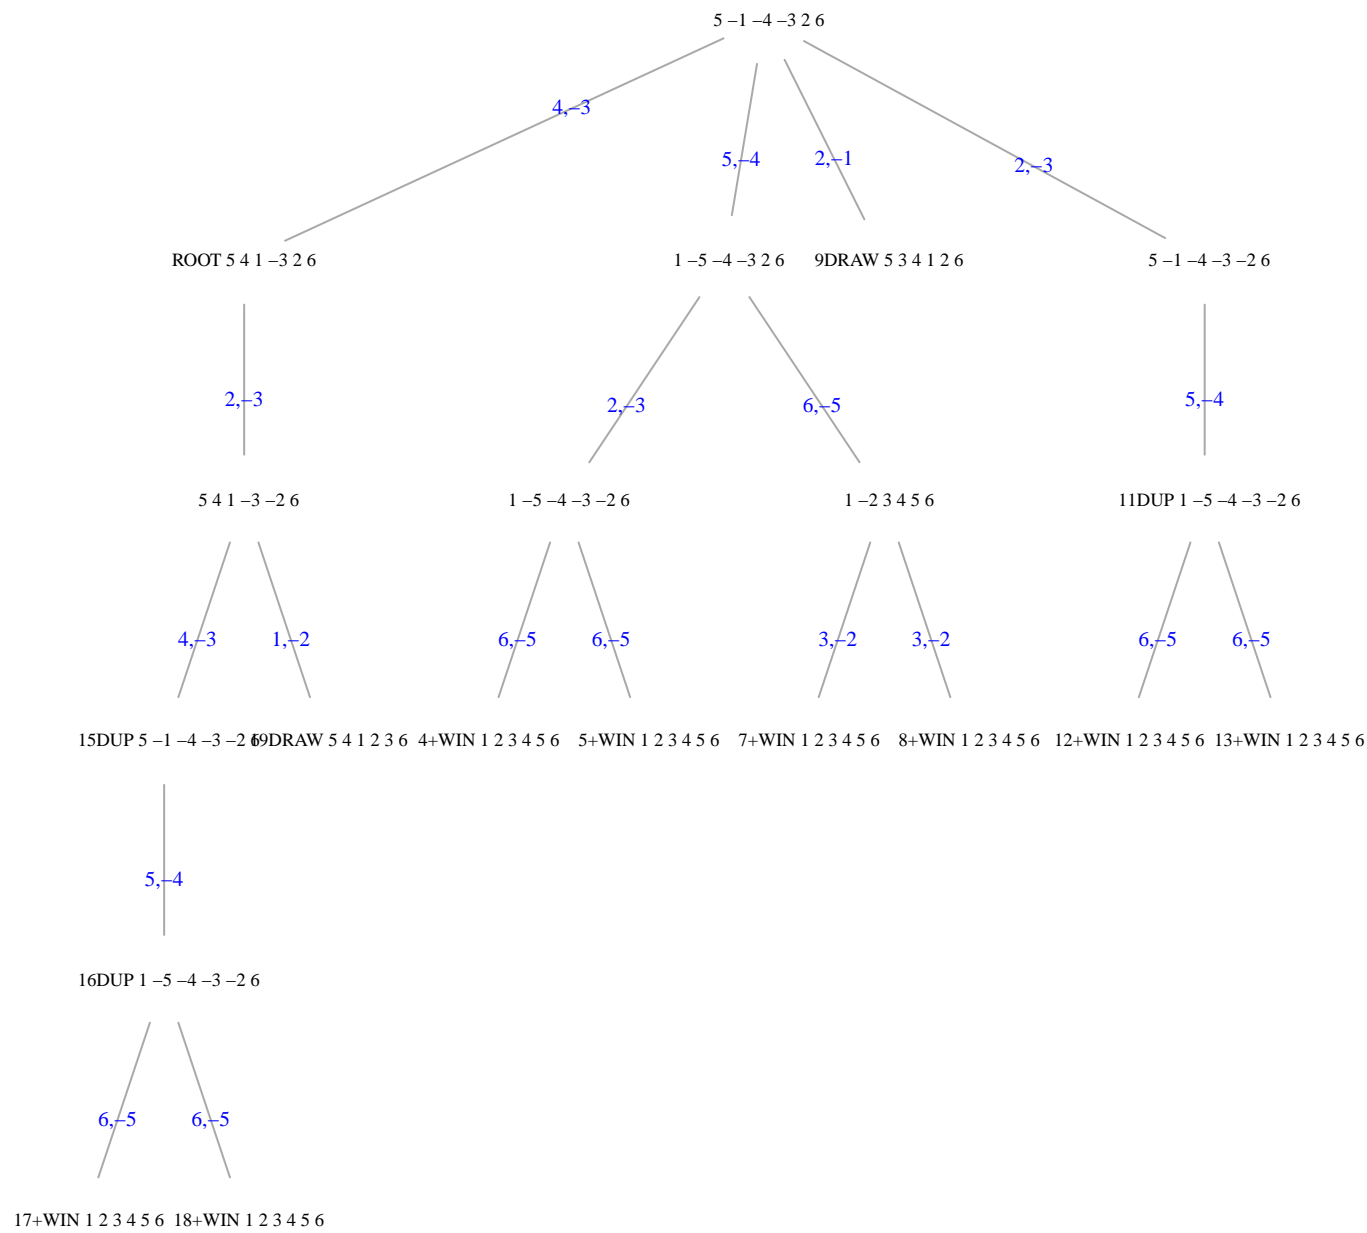 5 –1 –4 –3 2 6
4,–3
5,–4
2,–1
2,–3
ROOT 5 4 1 –3 2 6
1 –5 –4 –3 2 6
9DRAW 5 3 4 1 2 6
5 –1 –4 –3 –2 6
2,–3
2,–3
6,–5
5,–4
5 4 1 –3 –2 6
1 –5 –4 –3 –2 6
1 –2 3 4 5 6
11DUP 1 –5 –4 –3 –2 6
4,–3
1,–2
6,–5
6,–5
3,–2
3,–2
6,–5
6,–5
15DUP 5 –1 –4 –3 –2 6
19DRAW 5 4 1 2 3 6
4+WIN 1 2 3 4 5 6
5+WIN 1 2 3 4 5 6
7+WIN 1 2 3 4 5 6
8+WIN 1 2 3 4 5 6
12+WIN 1 2 3 4 5 6
13+WIN 1 2 3 4 5 6
5,–4
16DUP 1 –5 –4 –3 –2 6
6,–5
6,–5
17+WIN 1 2 3 4 5 6
18+WIN 1 2 3 4 5 6